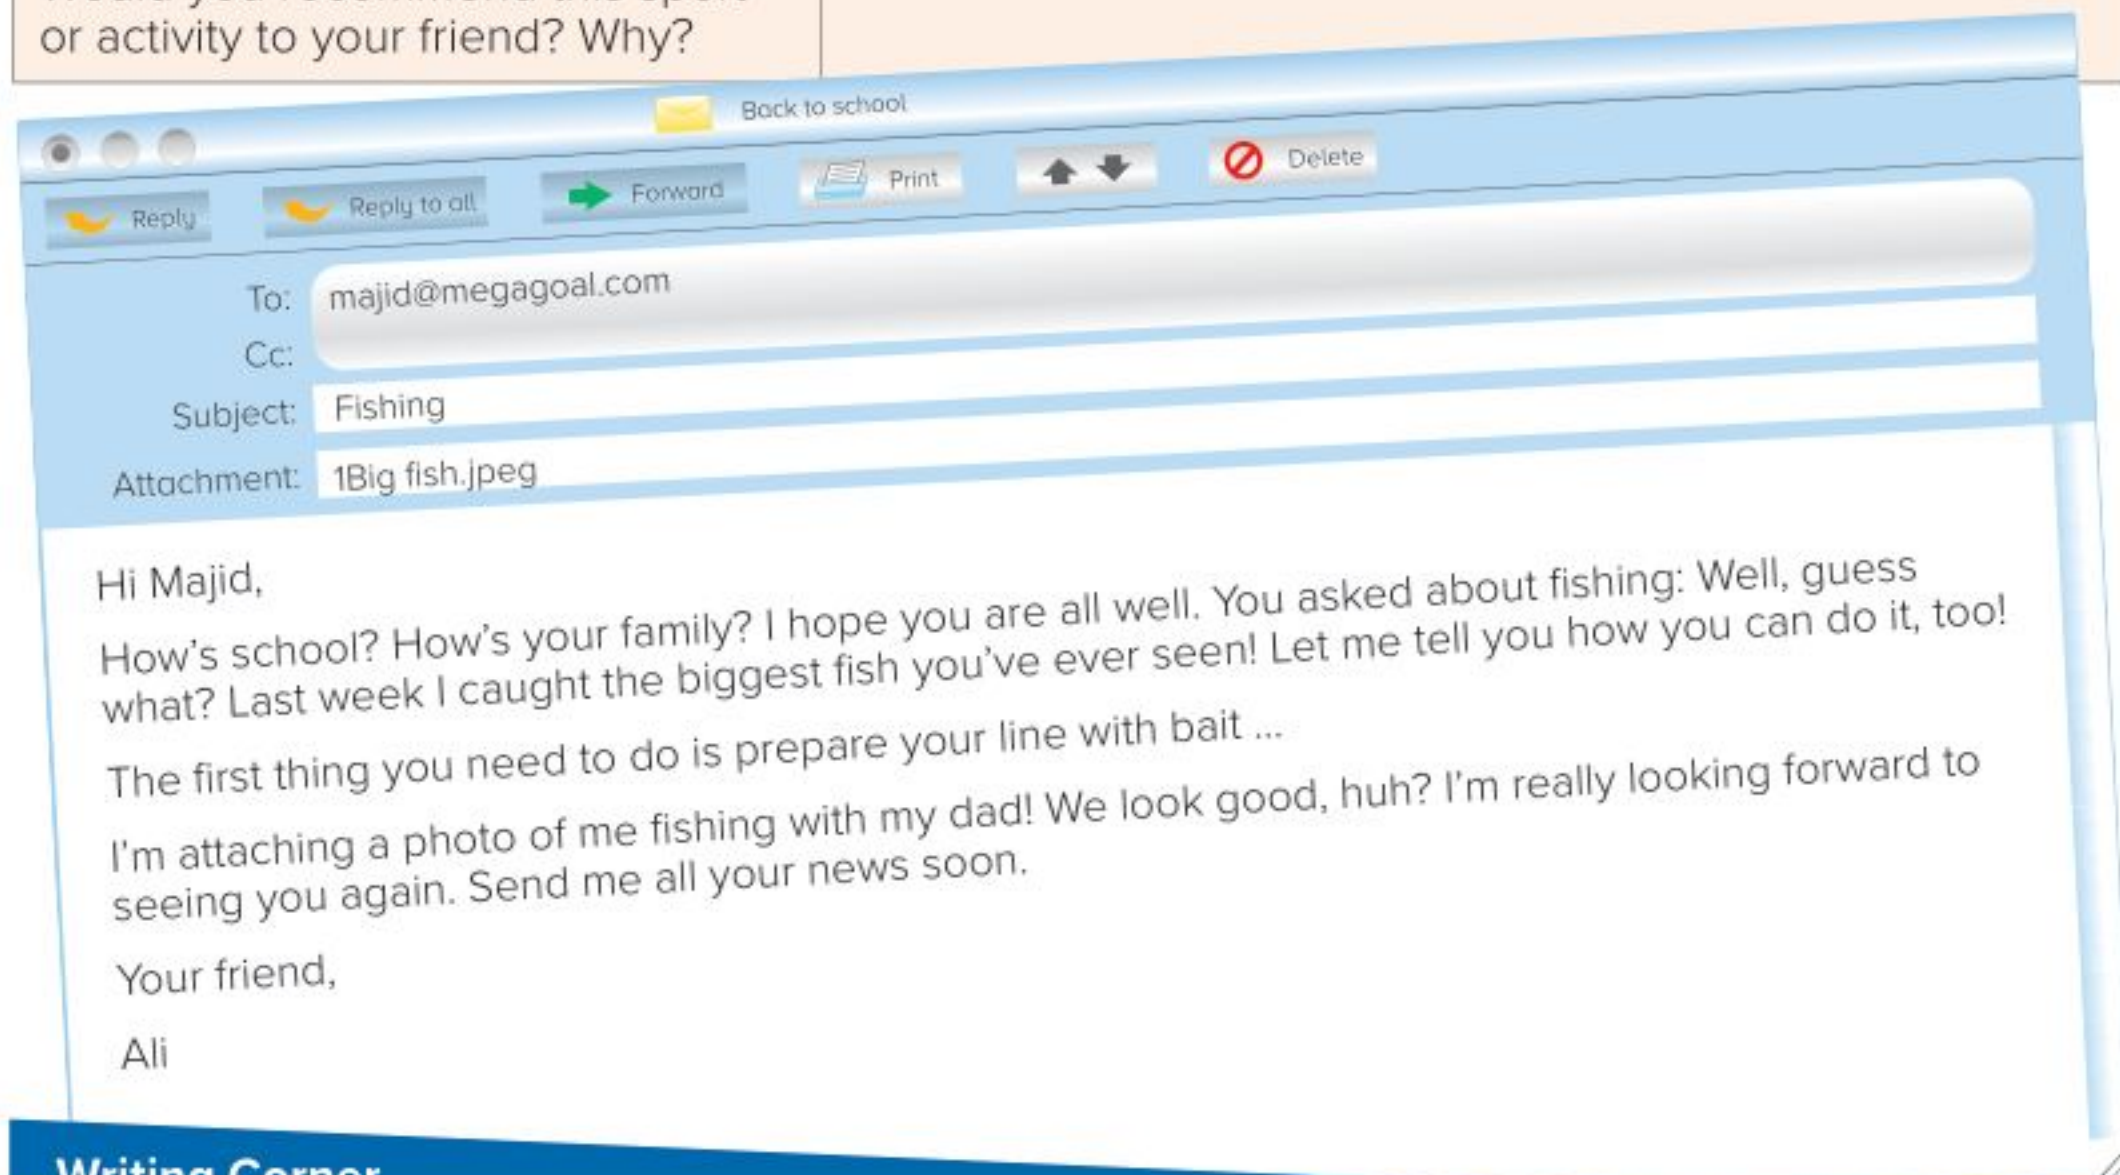 or activity to your friend? Why?
Back to school
Reply
Reply to all
Forward
Print
Delete
To: majid@megagoal.com
Cc:
Subject: Fishing
Attachment: 1Big fish.jpeg
Hi Majid,
How's school? How's your family? I hope you are all well. You asked about fishing: Well, guess
what? Last week I caught the biggest fish you've ever seen! Let me tell you how you can do it, too!
The first thing you need to do is prepare your line with bait ...
I'm attaching a photo of me fishing with my dad! We look good, huh? I'm really looking forward to
seeing you again. Send me all your news soon.
Your friend,
Ali
Writing Corner